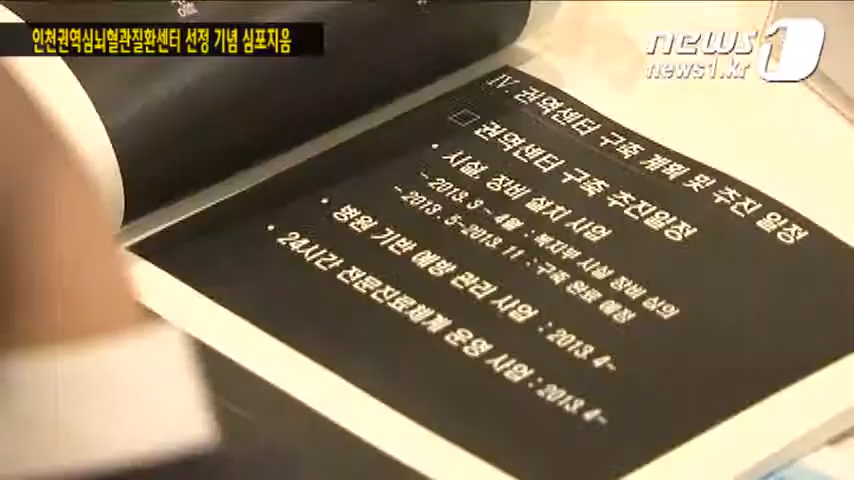 인천권역심뇌혈관질환센터 선정 기념 심포지움
news1
news1.kr
Ⅳ. 권역센터 구축 계획 및 추진 일정
□ 권역센터 구축 추진일정
• 시설, 장비 설치 사업
- 2013.3 - 4월 : 복지부 시설 장비 심의
- 2013. 5-2013. 11 : 구축 완료 예정
• 병원 기반 예방 관리 사업 : 2013. 4~
• 24시간 전문진료체계 운영 사업 : 2013. 4~